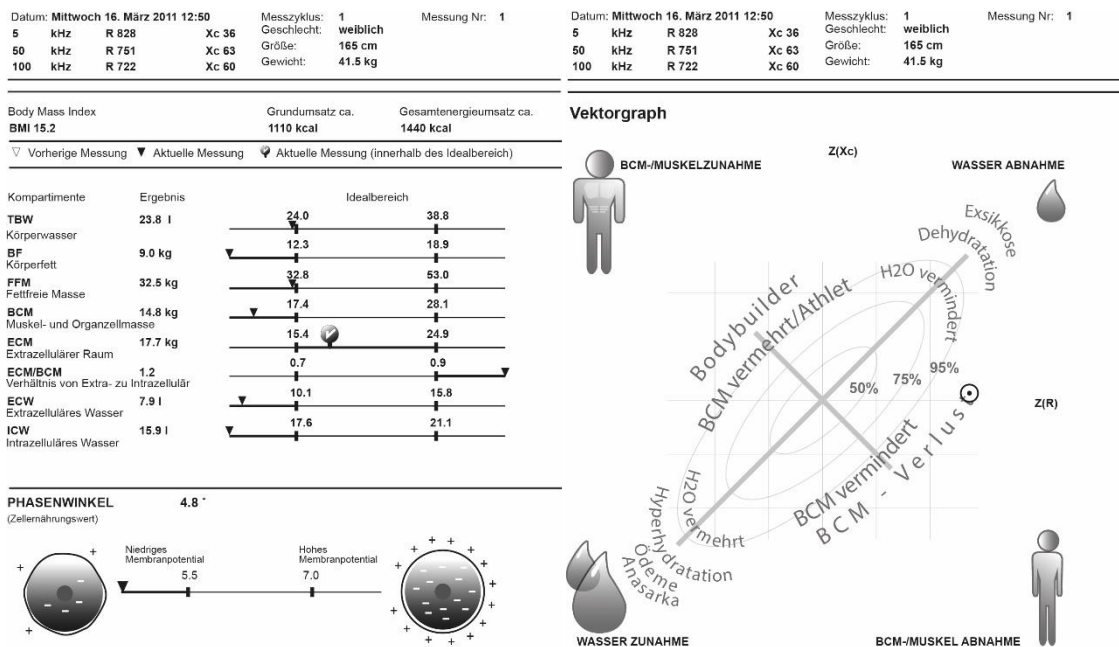 Datum: Mittwoch 16. März 2011 12:50 Messzyklus: 1 Messung Nr: 1
5 kHz R 828 Xc 36 Geschlecht: weiblich
50 kHz R 751 Xc 63 Größe: 165 cm
100 kHz R 722 Xc 60 Gewicht: 41.5 kg
Body Mass Index Grundumsatz ca. Gesamtenergieumsatz ca.
BMI 15.2 1110 kcal 1440 kcal
▽ Vorherige Messung ▼ Aktuelle Messung Aktuelle Messung (innerhalb des Idealbereich)
Kompartimente Ergebnis Idealbereich
TBW 23.8 l 24.0 38.8
Körperwasser
BF 9.0 kg 12.3 18.9
Körperfett
FFM 32.5 kg 32.8 53.0
Fettfreie Masse
BCM 14.8 kg 17.4 28.1
Muskel- und Organzellmasse
ECM 17.7 kg 15.4 24.9
Extrazellulärer Raum
ECM/BCM 1.2 0.7 0.9
Verhältnis von Extra- zu Intrazellulär
ECW 7.9 l 10.1 15.8
Extrazelluläres Wasser
ICW 15.9 l 17.6 21.1
Intrazelluläres Wasser
PHASENWINKEL 4.8 °
(Zellernährungswert)
Niedriges Membranpotential
Hohes Membranpotential
5.5 7.0
Datum: Mittwoch 16. März 2011 12:50 Messzyklus: 1 Messung Nr: 1
5 kHz R 828 Xc 36 Geschlecht: weiblich
50 kHz R 751 Xc 63 Größe: 165 cm
100 kHz R 722 Xc 60 Gewicht: 41.5 kg
Vektorgraph
BCM-/MUSKELZUNAHME Z(Xc) WASSER ABNAHME
Exsikkose
Dehydratation
H2O vermindert
Bodybuilder
BCM vermehrt/Athlet
50% 75% 95%
Z(R)
BCM vermindert
BCM - Verlust
H2O vermehrt
Hyperhydratation
Ödeme
Anasarka
WASSER ZUNAHME BCM-/MUSKEL ABNAHME